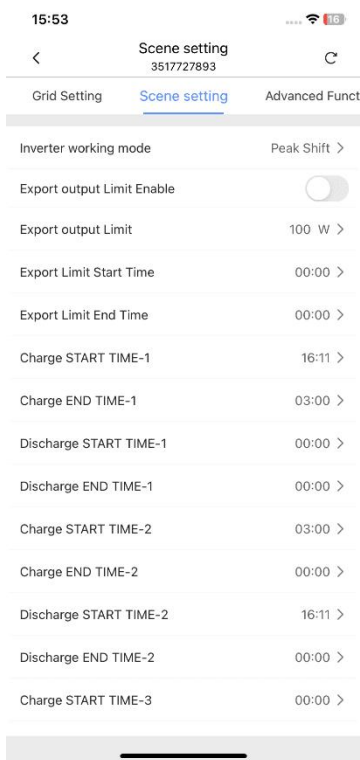 15:53
16
Scene setting
3517727893
Grid Setting Scene setting Advanced Funct
Inverter working mode Peak Shift
Export output Limit Enable
Export output Limit 100 W
Export Limit Start Time 00:00
Export Limit End Time 00:00
Charge START TIME-1 16:11
Charge END TIME-1 03:00
Discharge START TIME-1 00:00
Discharge END TIME-1 00:00
Charge START TIME-2 03:00
Charge END TIME-2 00:00
Discharge START TIME-2 16:11
Discharge END TIME-2 00:00
Charge START TIME-3 00:00